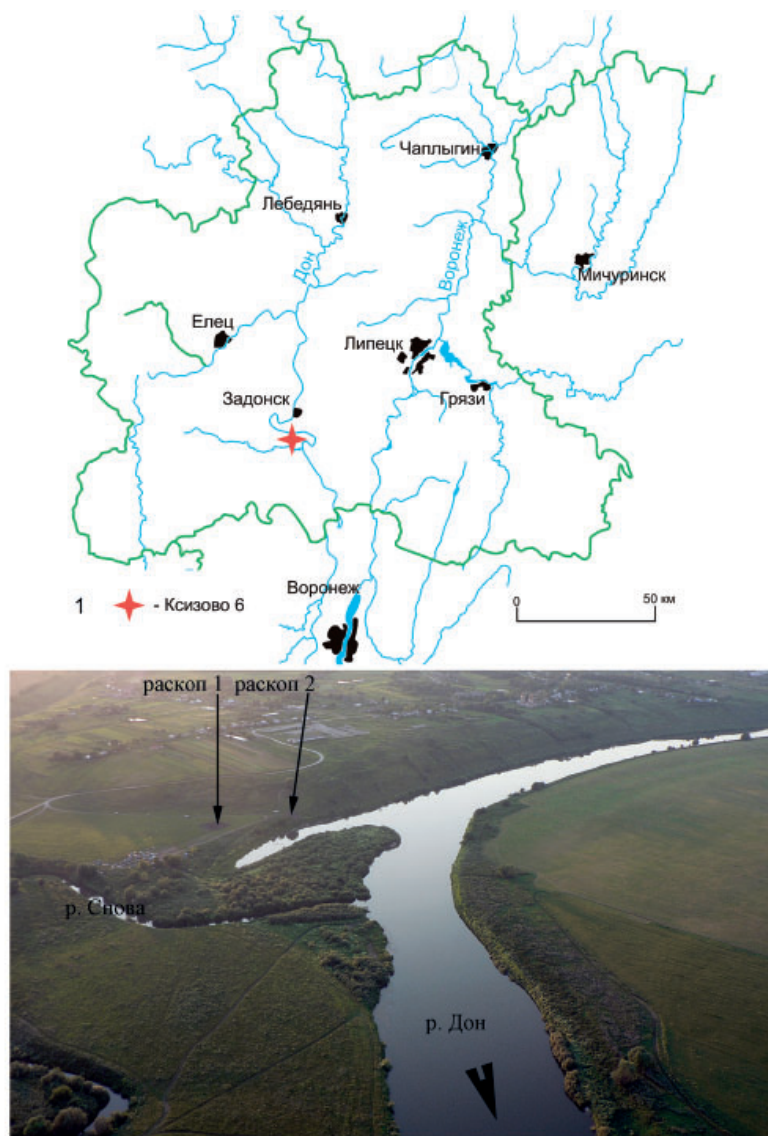 Чаплыгин
Лебедянь
Дон
Воронеж
Мичуринск
Елец
Липецк
Задонск
Грязи
Воронеж
1 - Ксизово 6
0 50 км
раскоп 1 раскоп 2
р. Снова
р. Дон